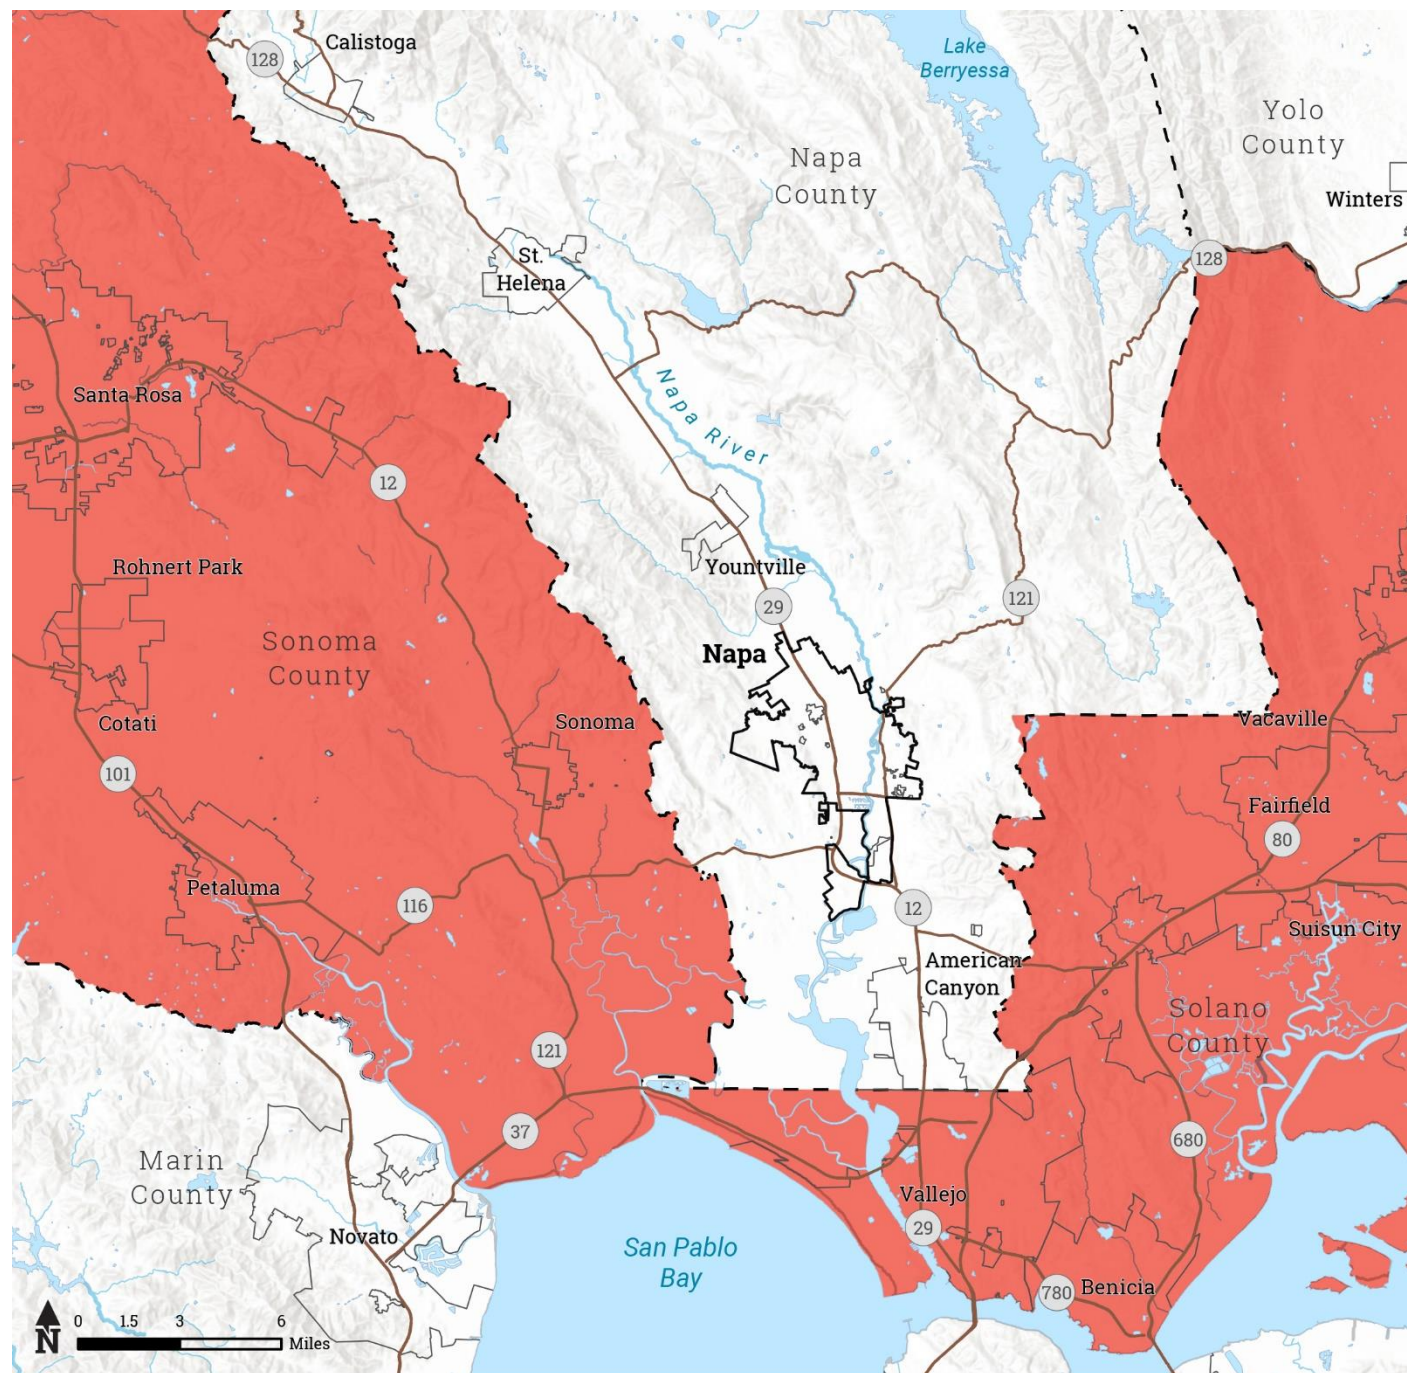 Calistoga
128
Lake
Berryessa
Yolo
County
Napa
County
Winters
St.
Helena
128
Santa Rosa
Napa River
12
Rohnert Park
Yountville
29
121
Sonoma
County
Napa
Cotati
Sonoma
Vacaville
101
Fairfield
80
Petaluma
116
12
Suisun City
American
Canyon
Solano
County
121
37
680
Marin
County
Vallejo
29
Novato
San Pablo
Bay
780
Benicia
N
0 1.5 3 6
Miles